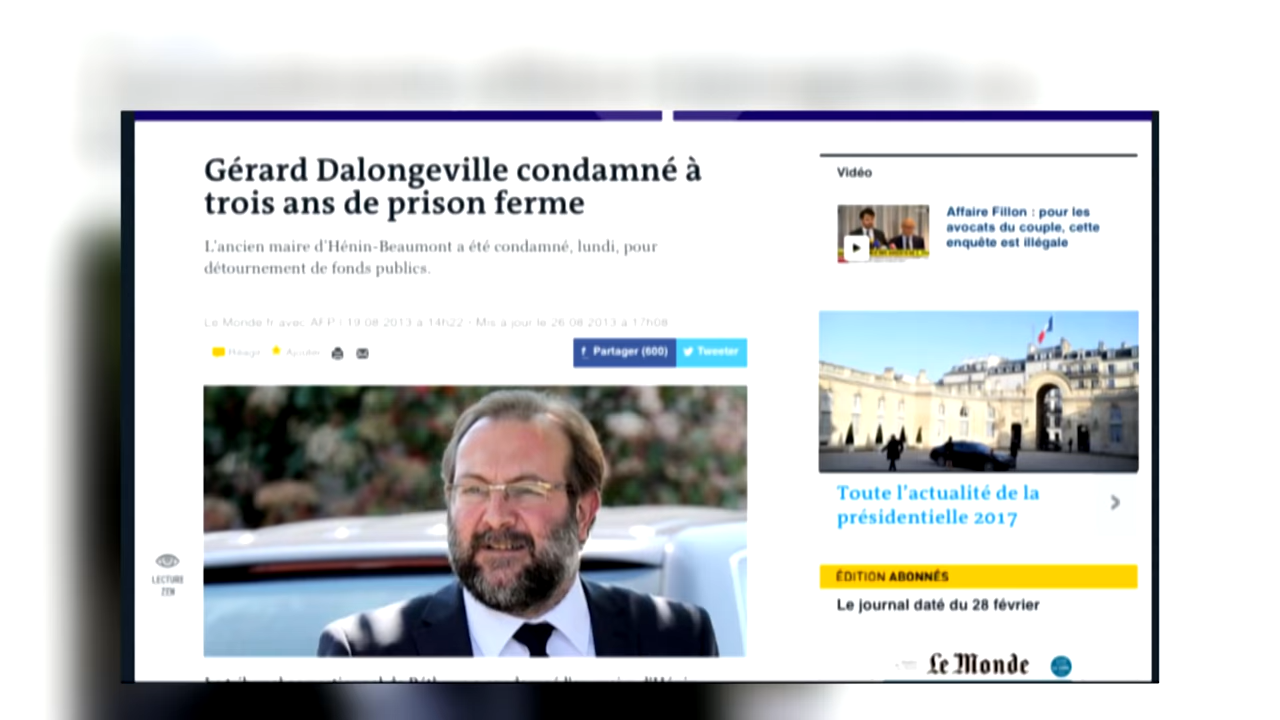 Gérard Dalongeville condamné à
trois ans de prison ferme
L'ancien maire d'Hénin-Beaumont a été condamné, lundi, pour
détournement de fonds publics.
Le Monde.fr avec AFP | 19.08.2013 à 14h22 • Mis à jour le 26.08.2013 à 17h08
Réagir Ajouter
Partager (600) Tweeter
LECTURE
ZEN
Vidéo
Affaire Fillon : pour les
avocats du couple, cette
enquête est illégale
Toute l'actualité de la
présidentielle 2017
ÉDITION ABONNÉS
Le journal daté du 28 février
Le Monde